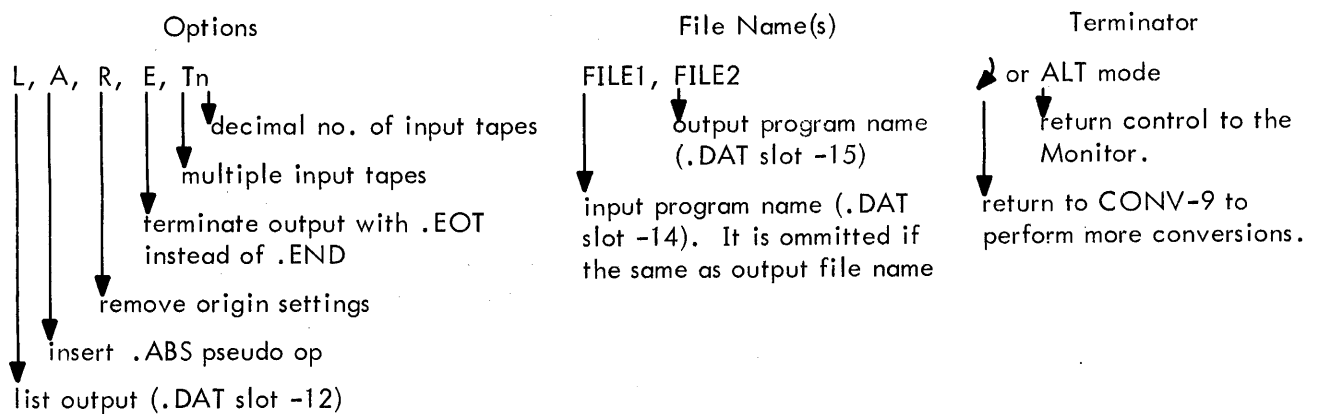 Options
L, A, R, E, Tn
decimal no. of input tapes
multiple input tapes
terminate output with .EOT
instead of .END
remove origin settings
insert .ABS pseudo op
list output (.DAT slot -12)
File Name(s)
FILE1, FILE2
output program name
(.DAT slot -15)
input program name (.DAT
slot -14). It is ommitted if
the same as output file name
Terminator
or ALT mode
return control to the
Monitor.
return to CONV-9 to
perform more conversions.